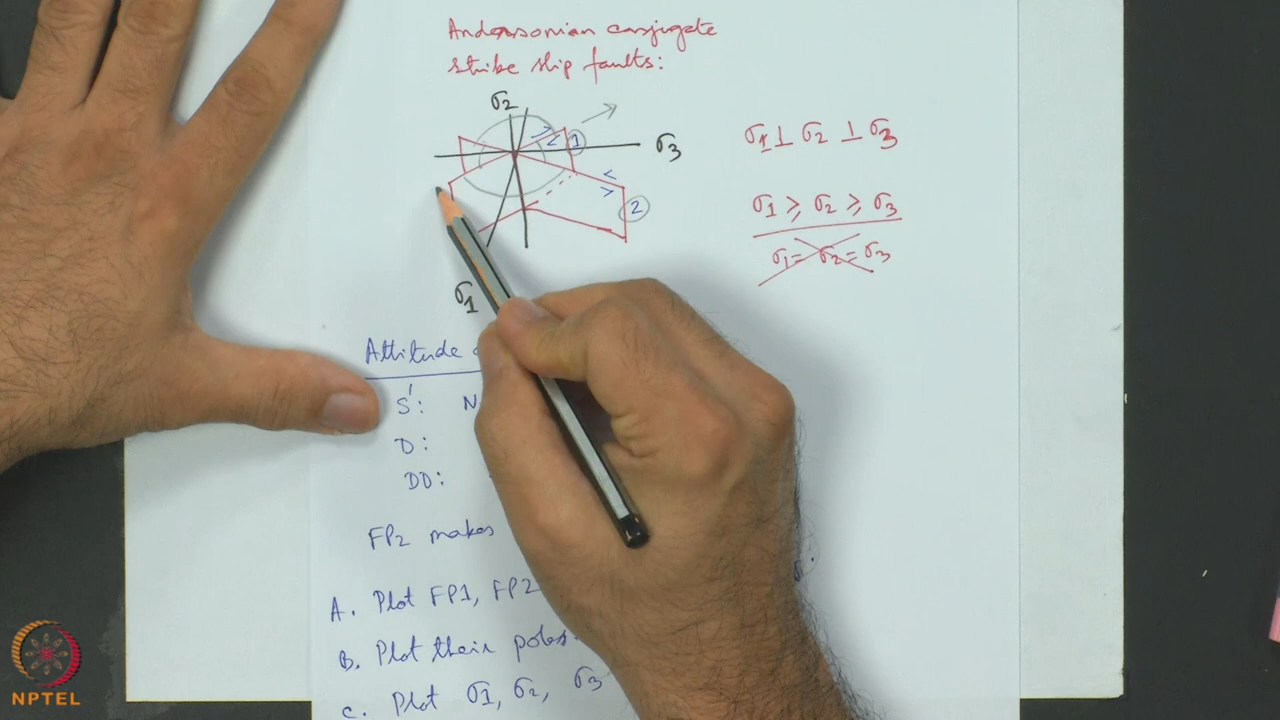 Andersonian conjugate
strike slip faults:
σ2
1
σ3
2
σ1
σ1 ⊥ σ2 ⊥ σ3
σ1 ≥ σ2 ≥ σ3
σ1 = σ2 = σ3
Attitude
S:
D:
DD:
FP2 makes
A. Plot FP1, FP2
B. Plot their poles.
C. Plot σ1, σ2, σ3
NPTEL